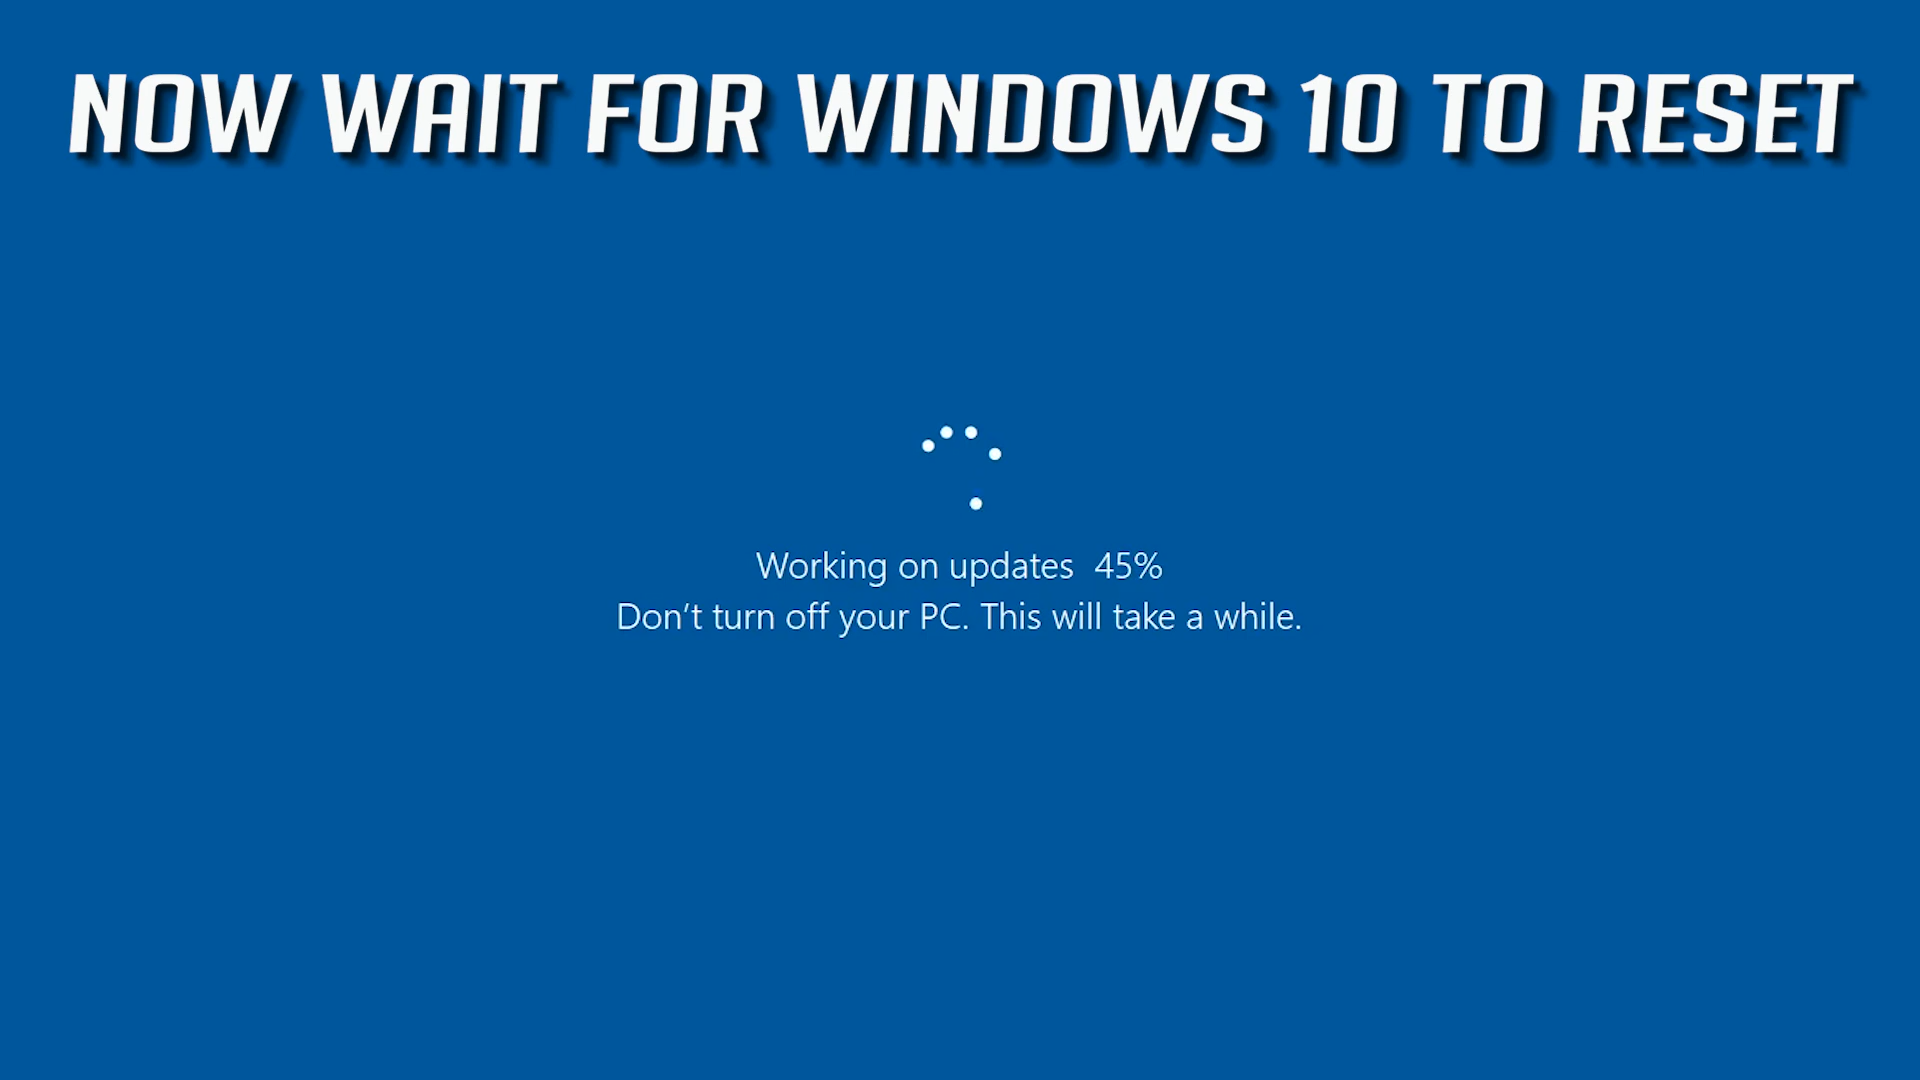 NOW WAIT FOR WINDOWS 10 TO RESET
Working on updates  45%
Don’t turn off your PC. This will take a while.